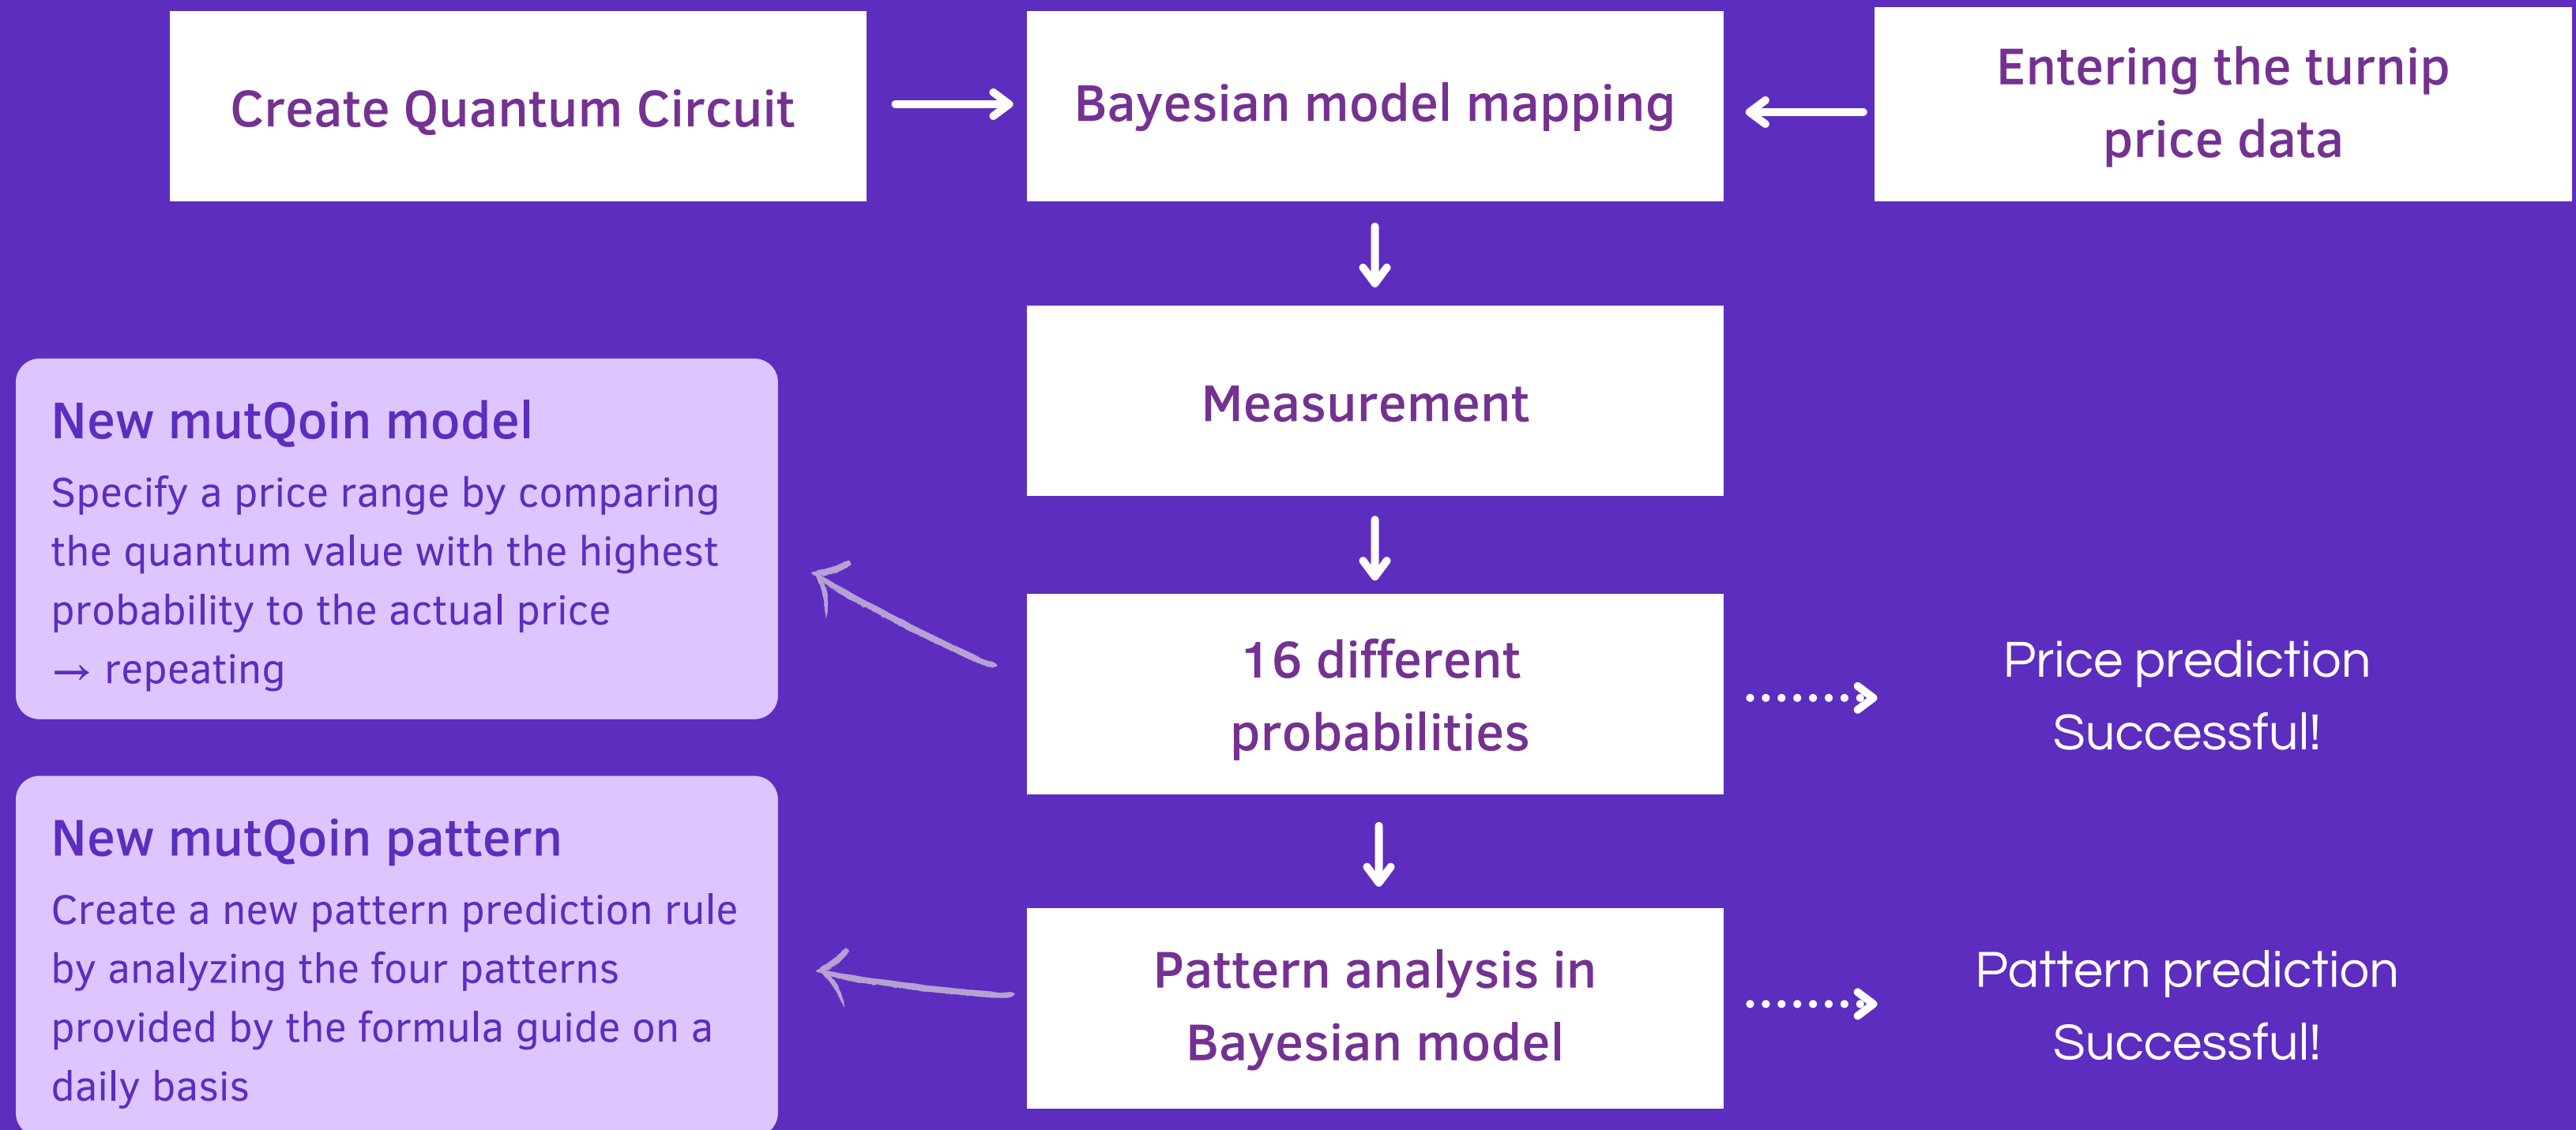 Create Quantum Circuit
Bayesian model mapping
Entering the turnip
price data
Measurement
New mutQoin model
Specify a price range by comparing
the quantum value with the highest
probability to the actual price
→ repeating
16 different
probabilities
Price prediction
Successful!
New mutQoin pattern
Create a new pattern prediction rule
by analyzing the four patterns
provided by the formula guide on a
daily basis
Pattern analysis in
Bayesian model
Pattern prediction
Successful!